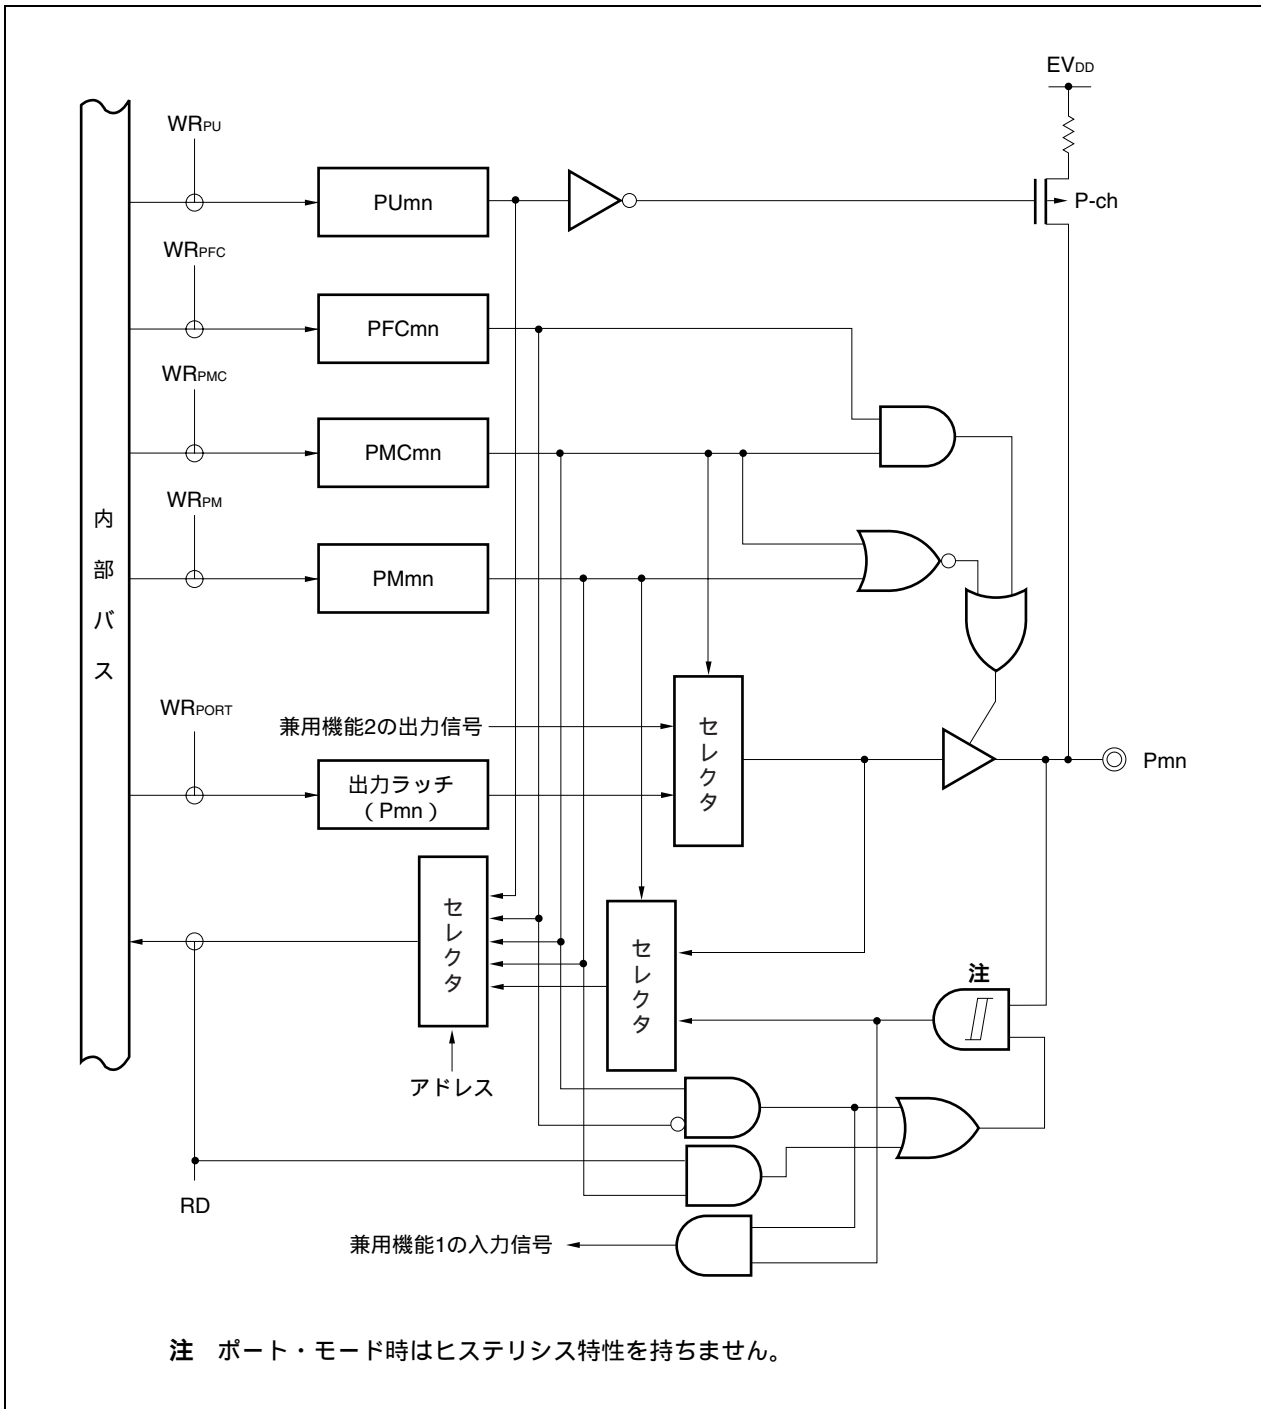 EVDD
WRPU
PUmn
P-ch
WRPFC
PFCmn
WRPMC
PMCmn
WRPM
PMmn
内部バス
WRPORT
兼用機能2の出力信号
セレクタ
Pmn
出力ラッチ
(Pmn)
セレクタ
セレクタ
注
アドレス
RD
兼用機能1の入力信号
注 ポート・モード時はヒステリシス特性を持ちません。